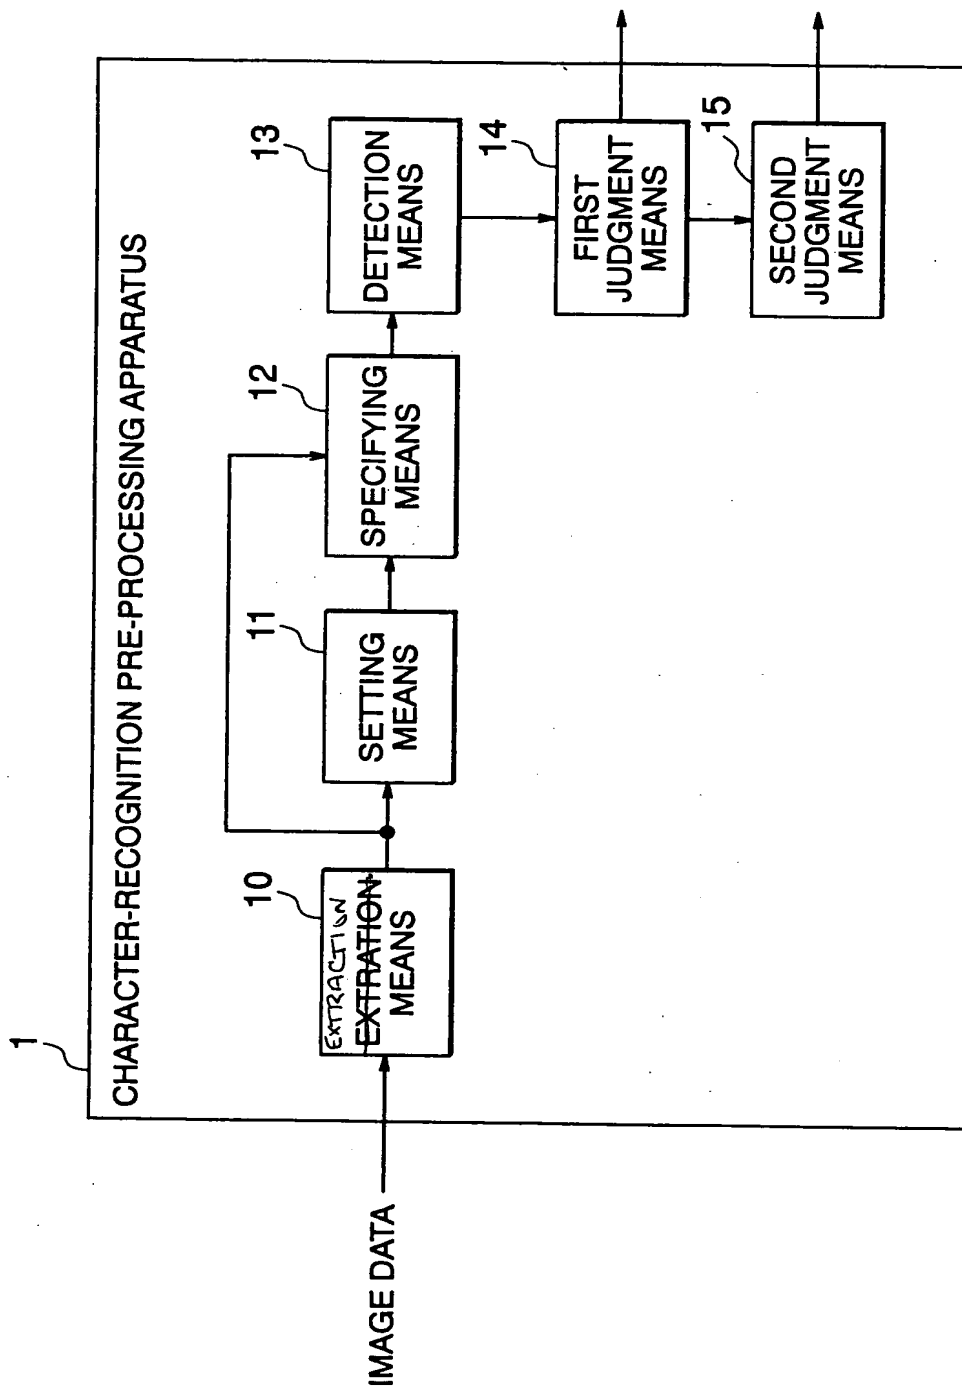 1
CHARACTER-RECOGNITION PRE-PROCESSING APPARATUS
IMAGE DATA
10
EXTRACTION
EXTRATION
MEANS
11
SETTING
MEANS
12
SPECIFYING
MEANS
13
DETECTION
MEANS
14
FIRST
JUDGMENT
MEANS
15
SECOND
JUDGMENT
MEANS